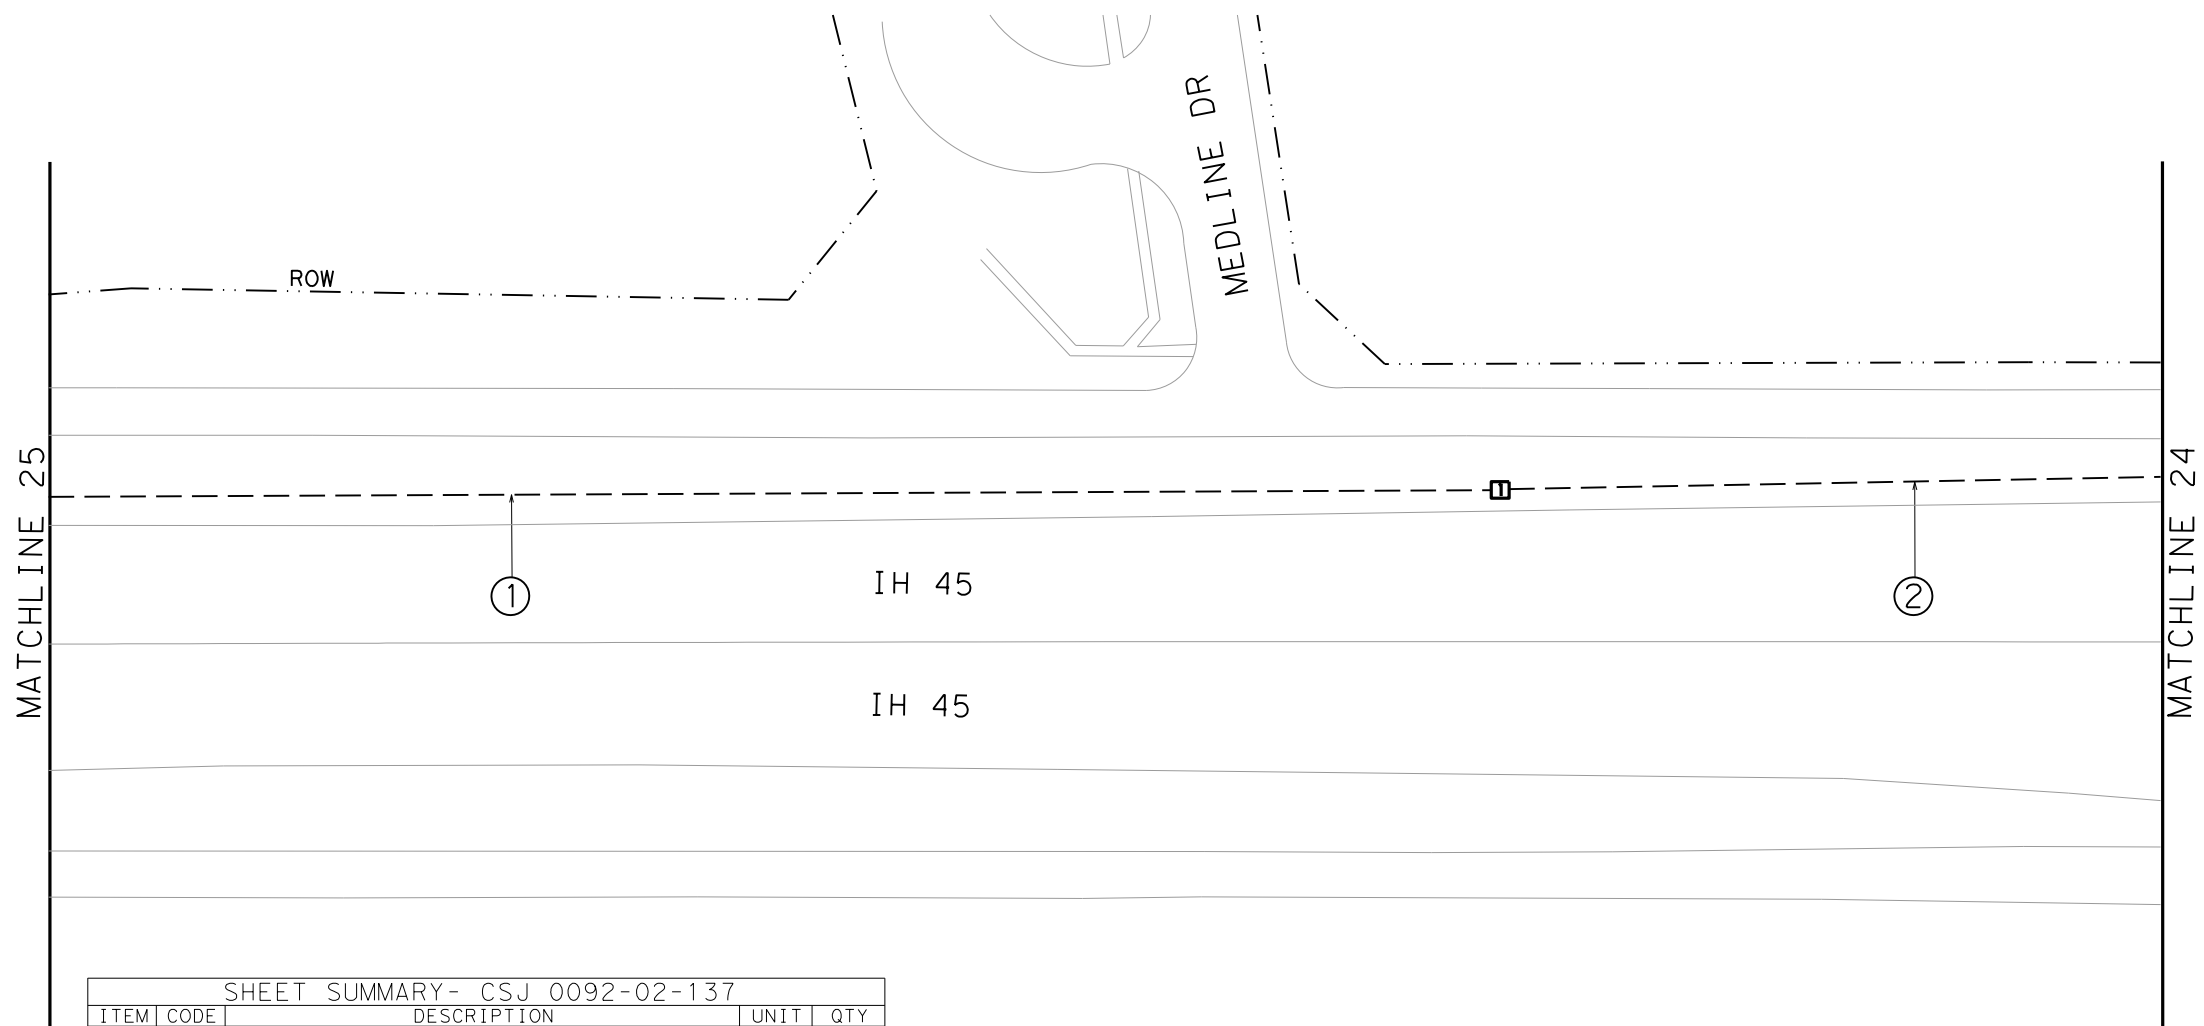 MEDLINE DR
ROW
MATCHLINE 25
MATCHLINE 24
1
1
2
IH 45
IH 45
SHEET SUMMARY- CSJ 0092-02-137
ITEM CODE DESCRIPTION UNIT QTY